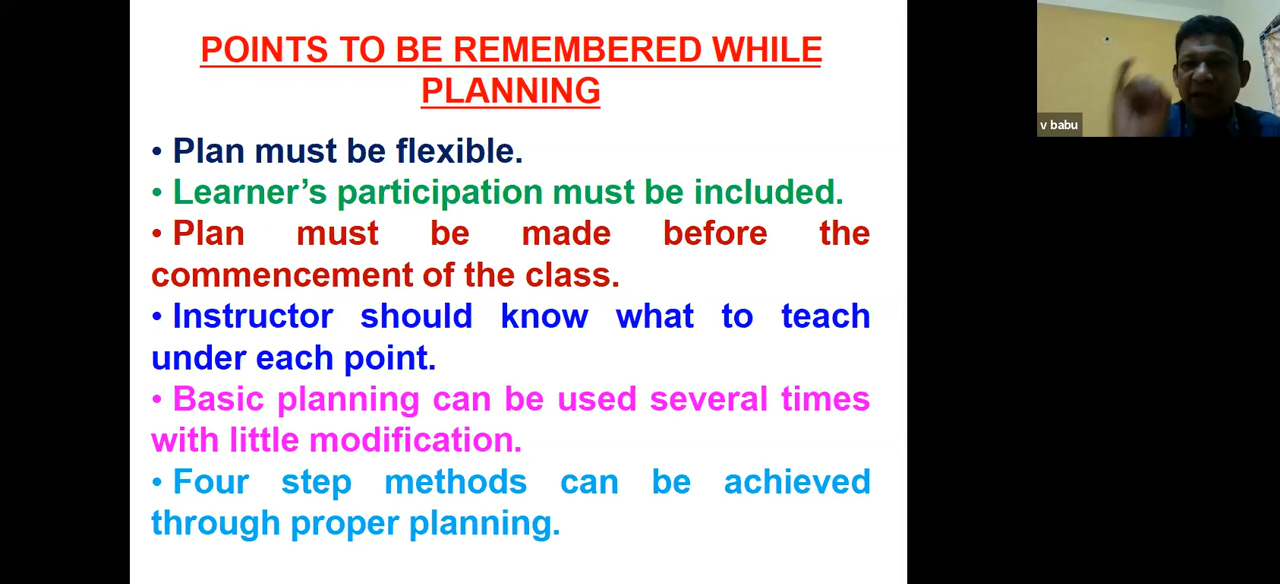 POINTS TO BE REMEMBERED WHILE
PLANNING
• Plan must be flexible.
• Learner's participation must be included.
• Plan must be made before the
commencement of the class.
• Instructor should know what to teach
under each point.
• Basic planning can be used several times
with little modification.
• Four step methods can be achieved
through proper planning.
v babu